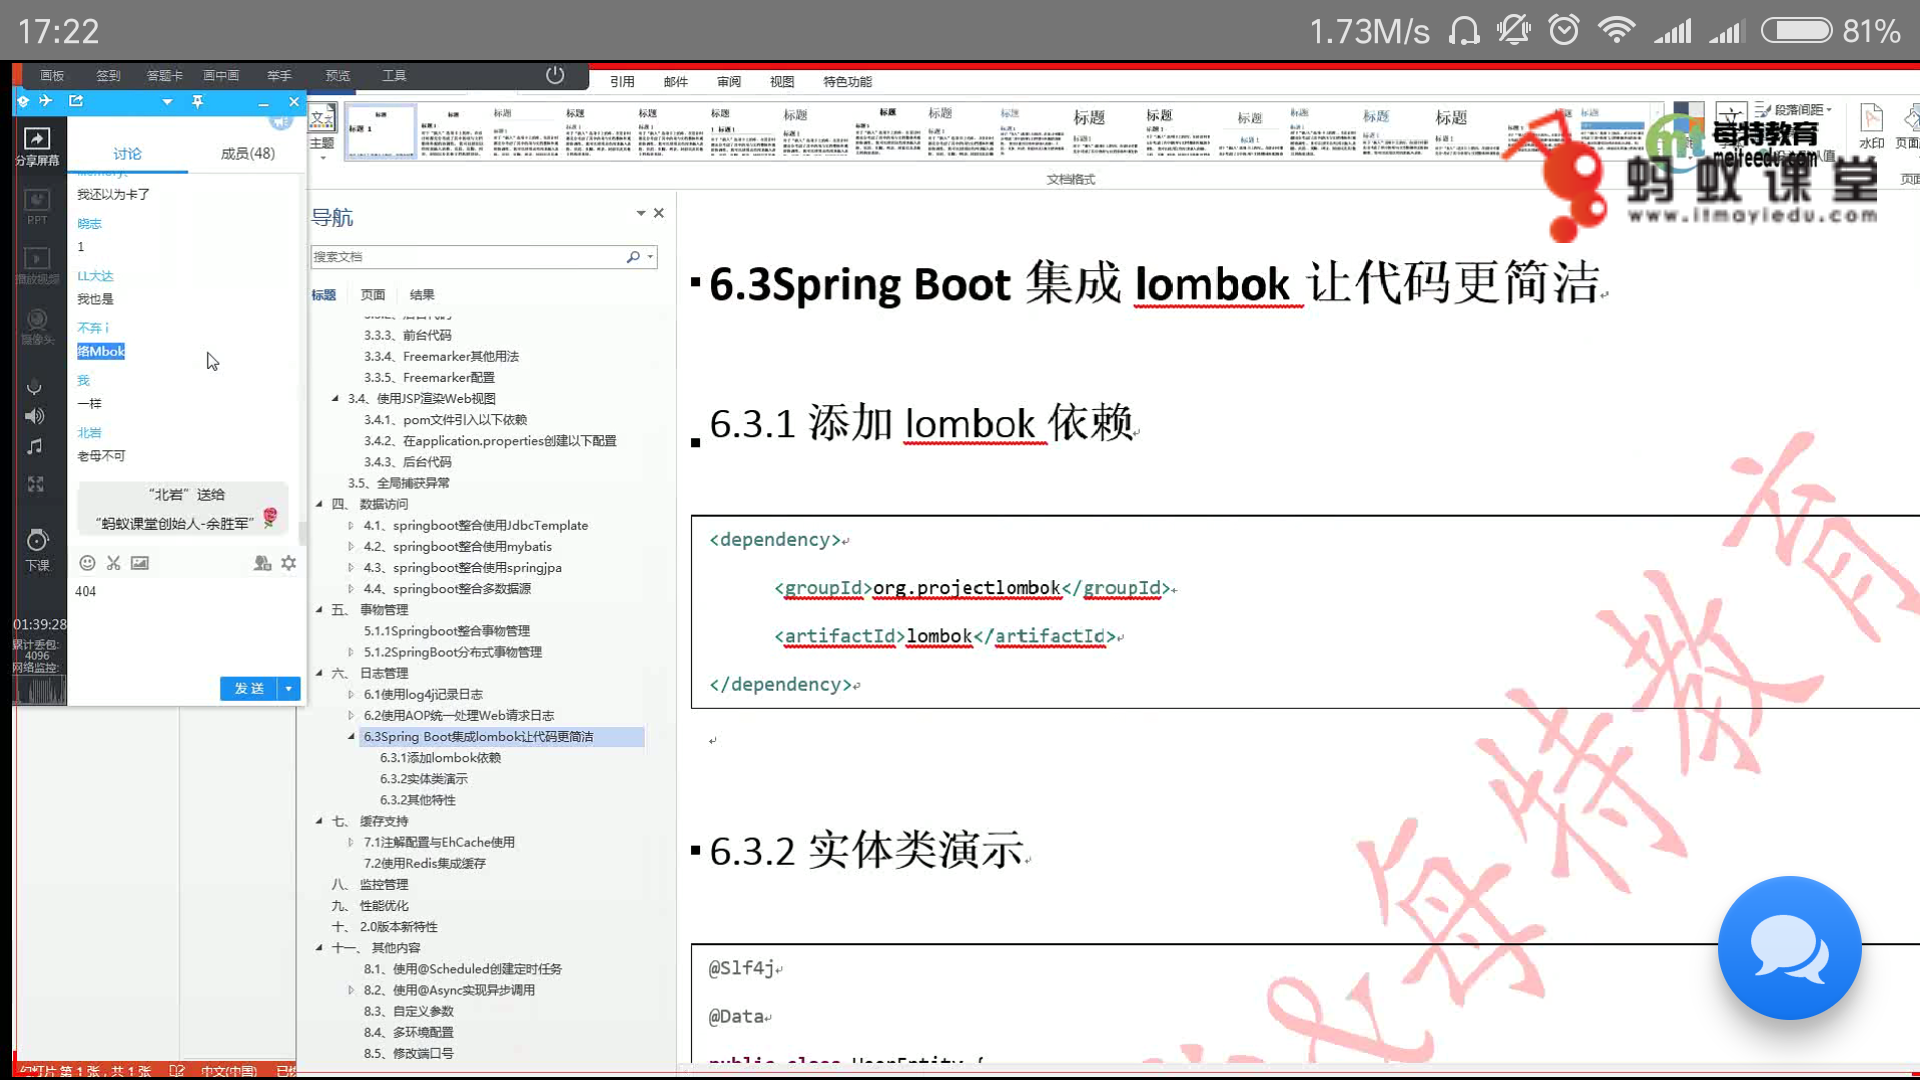 17:22
1.73M/s
81%
画板 签到 答题卡 画中画 举手 预览 工具
引用 邮件 审阅 视图 特色功能
分享屏幕
讨论
成员(48)
我还以为卡了
晓志
1
LL大达
我也是
不弃i
络Mbok
我
一样
北岩
老母不可
“北岩”送给
“蚂蚁课堂创始人-余胜军”
404
发送
PPT
播放视频
摄像头
下课
01:39:28
累计丢包:
4096
网络监控:
主题
段落间距
水印
文档格式
每特教育
meiteedu.com
蚂蚁课堂
www.itmayiedu.com
导航
搜索文档
标题 页面 结果
3.3.3、前台代码
3.3.4、Freemarker其他用法
3.3.5、Freemarker配置
3.4、使用JSP渲染Web视图
3.4.1、pom文件引入以下依赖
3.4.2、在application.properties创建以下配置
3.4.3、后台代码
3.5、全局捕获异常
四、 数据访问
4.1、springboot整合使用JdbcTemplate
4.2、springboot整合使用mybatis
4.3、springboot整合使用springjpa
4.4、springboot整合多数据源
五、 事物管理
5.1.1Springboot整合事物管理
5.1.2SpringBoot分布式事物管理
六、 日志管理
6.1使用log4j记录日志
6.2使用AOP统一处理Web请求日志
6.3Spring Boot集成lombok让代码更简洁
6.3.1添加lombok依赖
6.3.2实体类演示
6.3.2其他特性
七、 缓存支持
7.1注解配置与EhCache使用
7.2使用Redis集成缓存
八、 监控管理
九、 性能优化
十、 2.0版本新特性
十一、 其他内容
8.1、使用@Scheduled创建定时任务
8.2、使用@Async实现异步调用
8.3、自定义参数
8.4、多环境配置
8.5、修改端口号
6.3Spring Boot 集成 lombok 让代码更简洁
6.3.1 添加 lombok 依赖
<dependency>
<groupId>org.projectlombok</groupId>
<artifactId>lombok</artifactId>
</dependency>
6.3.2 实体类演示
@Slf4j
@Data
public class UserEntity {
幻灯片 第 1 张，共 1 张 中文(中国)